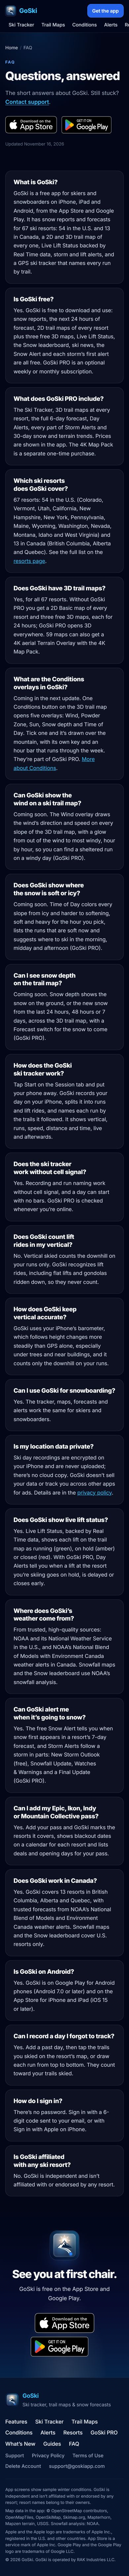 GoSki
Get the app
Ski Tracker Trail Maps Conditions Alerts
Home / FAQ
FAQ
Questions, answered
Short answers about GoSki. Still stuck?
Contact support.
Download on the
App Store
GET IT ON
Google Play
Updated November 18, 2026
What is GoSki?
GoSki is a free ski app for skiers and
snowboarders on iPhone, iPad and
Android from the App Store and Google
Play. It has snow reports and forecasts
for 67 ski resorts: 54 in the U.S. and 13
in Canada, a 2D and 3D trail map of
every one, Live Lift Status backed by
Real Time data, storm and lift alerts, and
a GPS ski tracker that can sense every
run by trail.
Is GoSki free?
Yes. GoSki is free to download and use:
snow reports, the next 24 hours of
forecast, 2D trail maps of every resort
plus three free 3D maps, Live Lift Status,
the Snow leaderboard, ski news, the free
Snow Alert and each storm's first alert
on hand. GoSki PRO is an optional
weekly or monthly subscription.
What does GoSki PRO include?
The Ski Tracker, 3D trail maps at every
resort, the full 6-day forecast, Day
Alerts, every part of Storm Alerts and
30-day snow and terrain trends. Prices
are shown in the app. The 4K Map Pack
is a separate one-time purchase.
Which ski resorts
does GoSki cover?
67 resorts: 54 in the U.S. (Colorado,
Vermont, Utah, California, New
Hampshire, New York, Pennsylvania,
Maine, Wyoming, Washington, Nevada,
Montana, Idaho and West Virginia) and
13 in Canada (British Columbia, Alberta
and Quebec). See the full list on the
resorts page.
Does GoSki have 3D trail maps?
Yes, for all 67 resorts. Without GoSki
PRO you get a 2D Basic map of every
resort and three free 3D maps, each for
24 hours; GoSki PRO opens 3D
everywhere. 59 resorts also get a
4K aerial Terrain Overlay with the 4K
Map Pack.
What are the Conditions
overlays in GoSki?
Coming in the next update. One
Conditions button on the 3D trail map
opens five overlays: Wind, Powder
Zone, Sun, Snow Depth and Time of
Day. Tick one and it's drawn on the
mountain, with its own key and an
hour bar that runs through the week.
They're part of GoSki PRO. More
about Conditions.
Can GoSki show the
wind on a ski trail map?
Coming soon. The Wind overlay draws
the week's wind direction as an animated
flow over the 3D trail map, with a closer
look at the wind to the most windy, hour
by hour, so you can find a sheltered run
on a windy day (GoSki PRO).
Does GoSki show where
the snow is soft or icy?
Coming soon. Time of Day colors every
slope from icy and harder to softening,
and on to heavy for the hour you pick,
lists the slopes that suit it now and
suggests where to ski in the morning,
midday and afternoon (GoSki PRO).
Can I see snow depth
on the trail map?
Coming soon. Snow depth shows the
snow on the ground, or the new snow
from the last 24 hours, 48 hours or 7
days, across the 3D trail map, with a
Forecast switch for the snow to come
(GoSki PRO).
How does the GoSki
ski tracker work?
Tap Start on the Session tab and put
your phone away. GoSki records your
day on your iPhone, splits it into runs
and lift rides, and names each run by
the trail it followed. It shows vertical,
runs, speed, distance and time, live
and afterwards.
Does the ski tracker
work without cell signal?
Yes. Recording and run naming work
without cell signal, and a day can start
with no bars. GoSki PRO is checked
whenever you're online.
Does GoSki count lift
rides in my vertical?
No. Vertical skied counts the downhill on
your runs only. GoSki recognizes lift
rides, including flat lifts and gondolas
ridden down, so they never count.
How does GoSki keep
vertical accurate?
GoSki uses your iPhone's barometer,
which follows height changes more
steadily than GPS alone, especially
among trees and near buildings, and it
counts only the downhill on your runs.
Can I use GoSki for snowboarding?
Yes. The tracker, maps, forecasts and
alerts work the same for skiers and
snowboarders.
Is my location data private?
Ski day recordings are encrypted on
your iPhone and are never uploaded;
there's no cloud copy. GoSki doesn't sell
your data or track you across other apps
for ads. Details are in the privacy policy.
Does GoSki show live lift status?
Yes. Live Lift Status, backed by Real
Time data, shows each lift on the trail
map as running (green), on hold (amber)
or closed (red). With GoSki PRO, Day
Alerts tell you when a lift at the resort
you're skiing goes on hold, is delayed or
closes early.
Where does GoSki's
weather come from?
From trusted, high-quality sources:
NOAA and its National Weather Service
in the U.S., and NOAA's National Blend
of Models and Environment Canada
weather alerts in Canada. Snowfall maps
and the Snow leaderboard use NOAA's
snowfall analysis.
Can GoSki alert me
when it's going to snow?
Yes. The free Snow Alert tells you when
new snow first appears in a resort's 7-day
forecast, and Storm Alerts follow a
storm in parts: New Storm Outlook
(free), Snowfall Update, Watches
& Warnings and a Final Update
(GoSki PRO).
Can I add my Epic, Ikon, Indy
or Mountain Collective pass?
Yes. Add your pass and GoSki marks the
resorts it covers, shows blackout dates
on a calendar for each resort and lists
deals and opening days for your pass.
Does GoSki work in Canada?
Yes. GoSki covers 13 resorts in British
Columbia, Alberta and Quebec, with
trusted forecasts from NOAA's National
Blend of Models and Environment
Canada weather alerts. Snowfall maps
and the Snow leaderboard cover U.S.
resorts only.
Is GoSki on Android?
Yes. GoSki is on Google Play for Android
phones (Android 7.0 or later) and on the
App Store for iPhone and iPad (iOS 15
or later).
Can I record a day I forgot to track?
Yes. Add a past day, then tap the trails
you skied on the resort's map, or draw
each run from top to bottom. They count
toward your trails skied.
How do I sign in?
There's no password. Sign in with a 6-
digit code we email you, or with
Sign in with Apple on iPhone.
Is GoSki affiliated
with any ski resort?
No. GoSki is independent and isn't
affiliated with or endorsed by any resort.
See you at first chair.
GoSki is free on the App Store and
Google Play.
Download on the
App Store
GET IT ON
Google Play
GoSki
Ski tracker, trail maps & snow forecasts
Features Ski Tracker Trail Maps
Conditions Alerts Resorts GoSki PRO
What's New Guides FAQ
Support Privacy Policy Terms of Use
Delete Account support@goskiapp.com
App screens show sample winter conditions. GoSki is
independent and isn't affiliated with or endorsed by any ski
resort; resort names belong to their owners.
Map data in the app: © OpenStreetMap contributors,